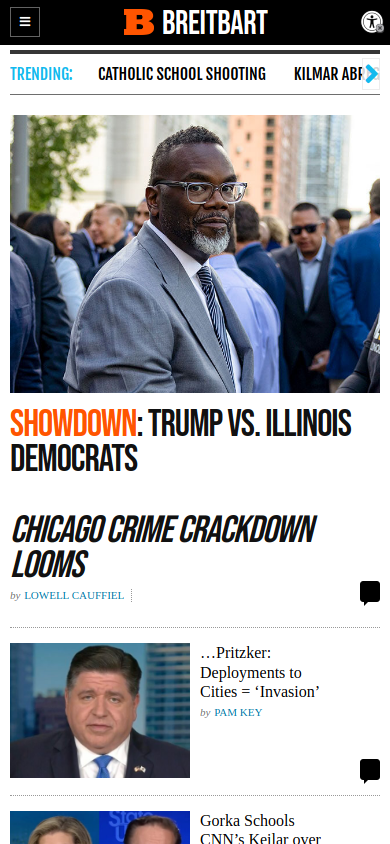 BREITBART
TRENDING: CATHOLIC SCHOOL SHOOTING KILMAR
SHOWDOWN: TRUMP VS. ILLINOIS
DEMOCRATS
CHICAGO CRIME CRACKDOWN
LOOMS
by LOWELL CAUFFIEL
…Pritzker:
Deployments to
Cities = ‘Invasion’
by PAM KEY
Gorka Schools
CNN’s Keilar over